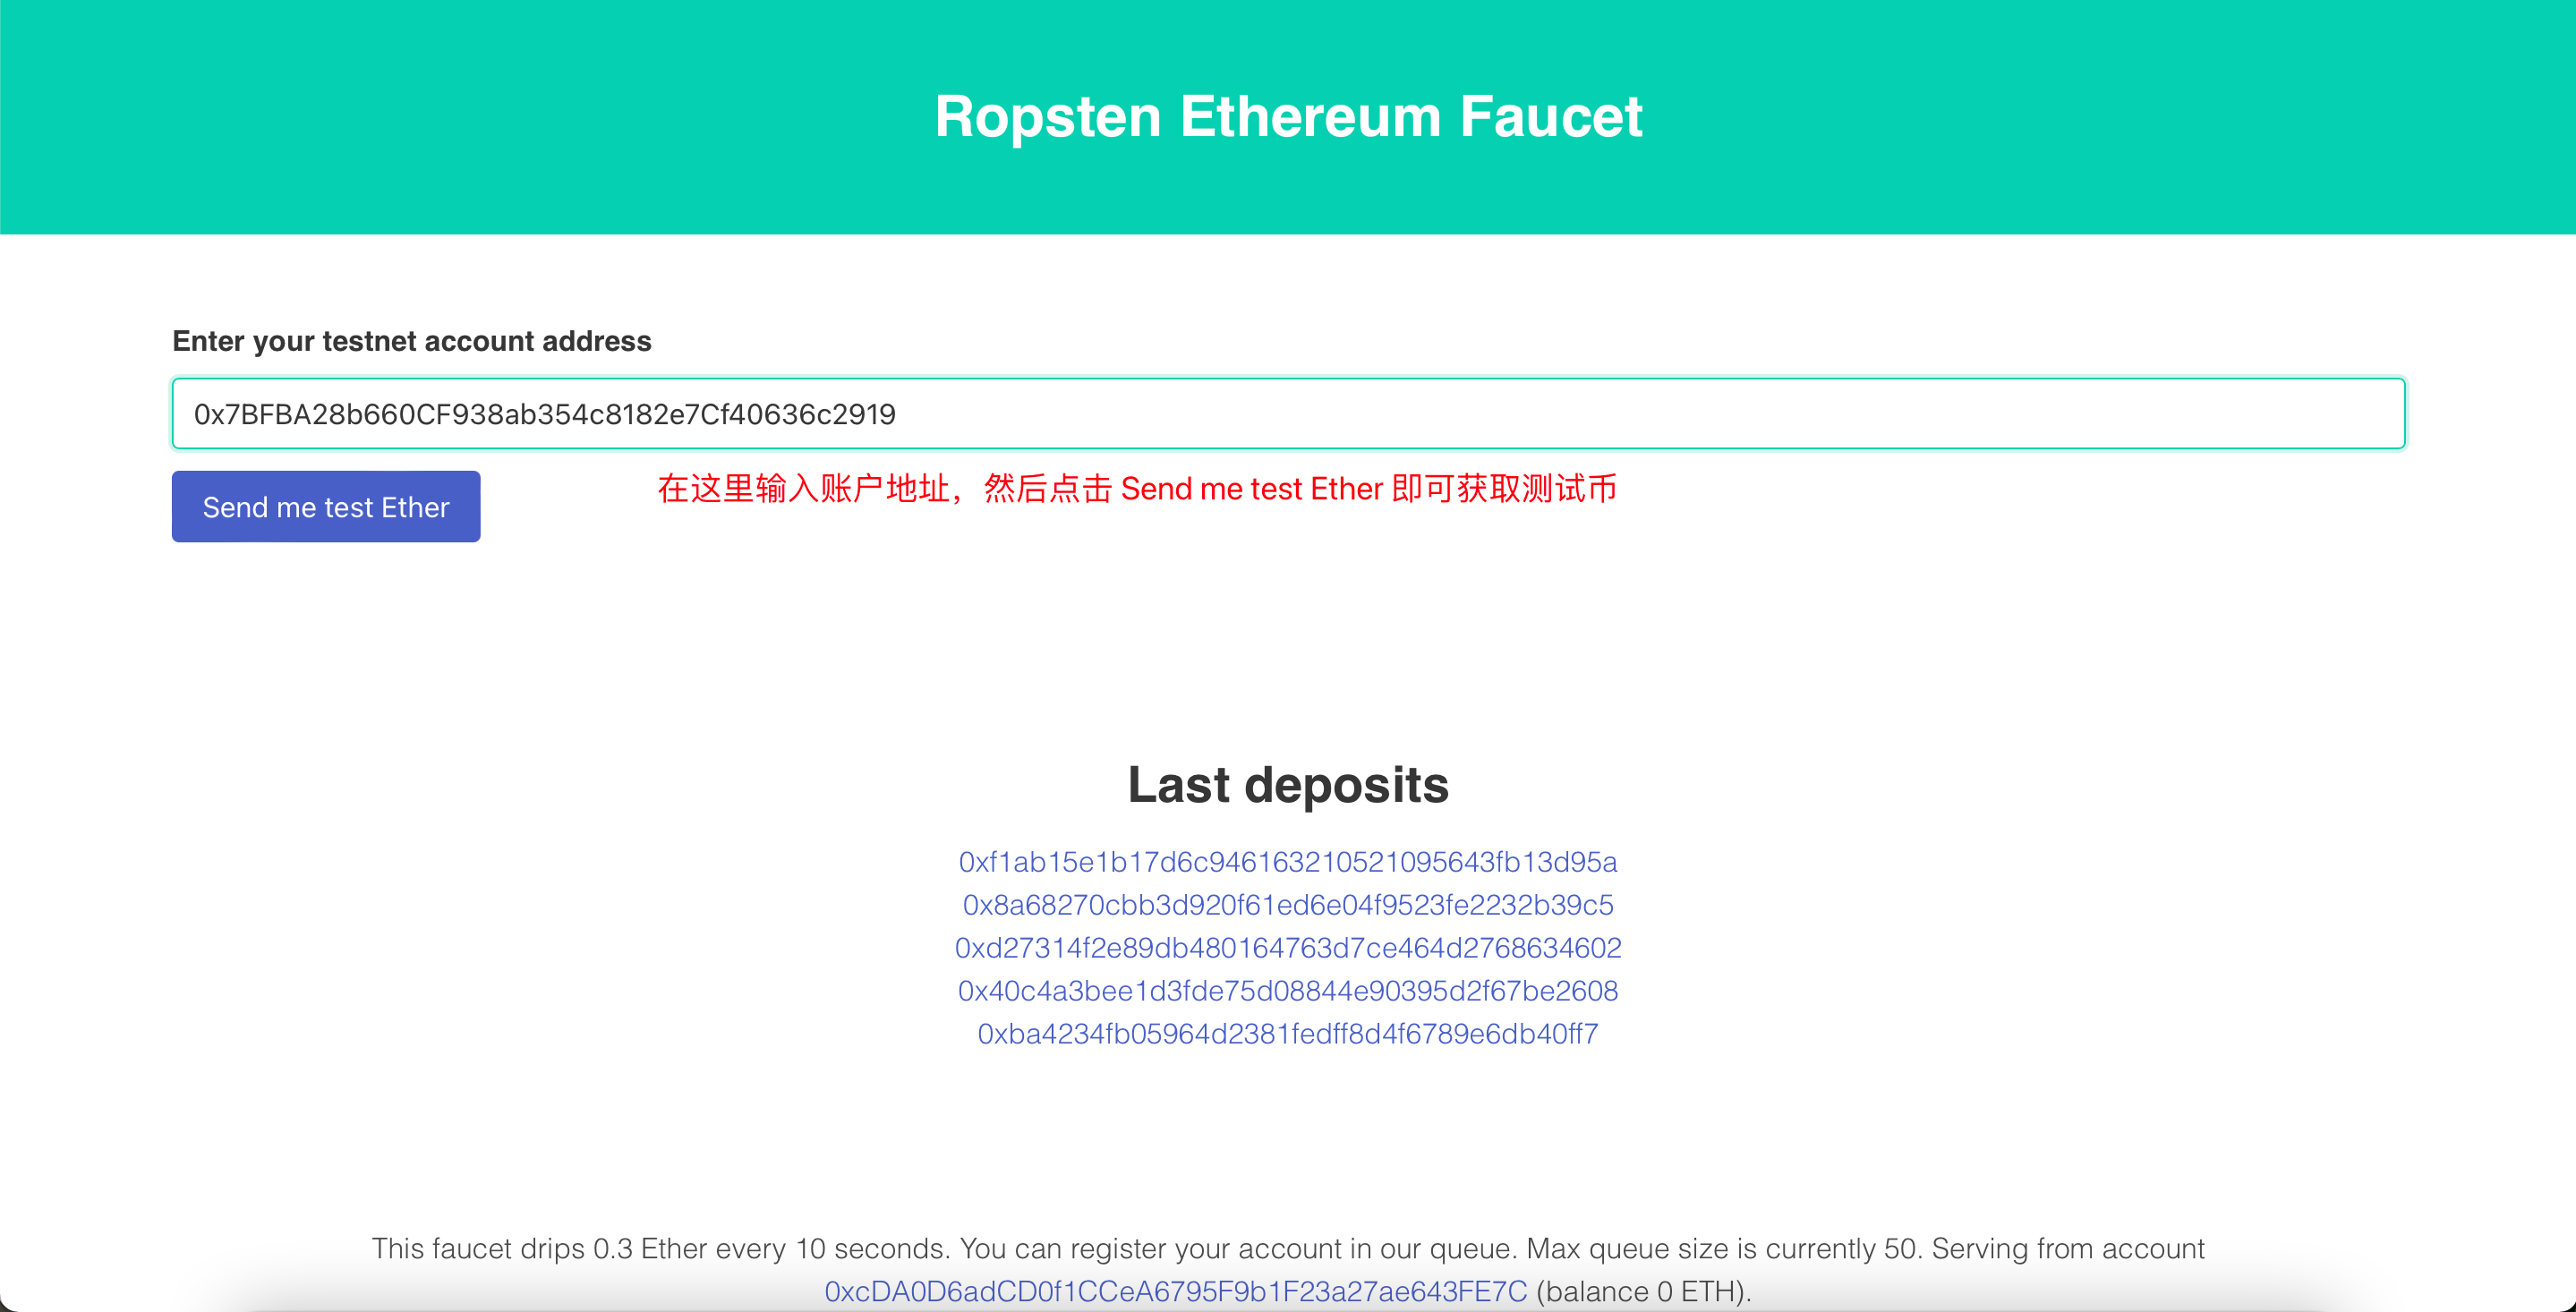 Ropsten Ethereum Faucet
Enter your testnet account address
0x7BFBA28b660CF938ab354c8182e7Cf40636c2919
Send me test Ether
在这里输入账户地址，然后点击 Send me test Ether 即可获取测试币
Last deposits
0xf1ab15e1b17d6c946163210521095643fb13d95a
0x8a68270cbb3d920f61ed6e04f9523fe2232b39c5
0xd27314f2e89db480164763d7ce464d2768634602
0x40c4a3bee1d3fde75d08844e90395d2f67be2608
0xba4234fb05964d2381fedff8d4f6789e6db40ff7
This faucet drips 0.3 Ether every 10 seconds. You can register your account in our queue. Max queue size is currently 50. Serving from account
0xcDA0D6adCD0f1CCeA6795F9b1F23a27ae643FE7C (balance 0 ETH).